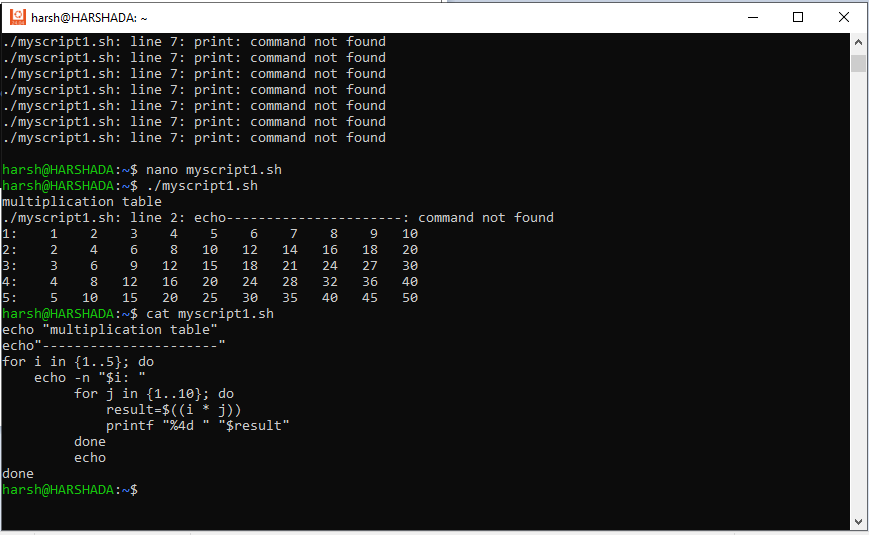 harsh@HARSHADA: ~
./myscript1.sh: line 7: print: command not found
./myscript1.sh: line 7: print: command not found
./myscript1.sh: line 7: print: command not found
./myscript1.sh: line 7: print: command not found
./myscript1.sh: line 7: print: command not found
./myscript1.sh: line 7: print: command not found
./myscript1.sh: line 7: print: command not found

harsh@HARSHADA:~$ nano myscript1.sh
harsh@HARSHADA:~$ ./myscript1.sh
multiplication table
./myscript1.sh: line 2: echo----------------------: command not found
1:    1    2    3    4    5    6    7    8    9   10
2:    2    4    6    8   10   12   14   16   18   20
3:    3    6    9   12   15   18   21   24   27   30
4:    4    8   12   16   20   24   28   32   36   40
5:    5   10   15   20   25   30   35   40   45   50
harsh@HARSHADA:~$ cat myscript1.sh
echo "multiplication table"
echo"----------------------"
for i in {1..5}; do
    echo -n "$i: "
         for j in {1..10}; do
             result=$((i * j))
             printf "%4d " "$result"
         done
         echo
done
harsh@HARSHADA:~$